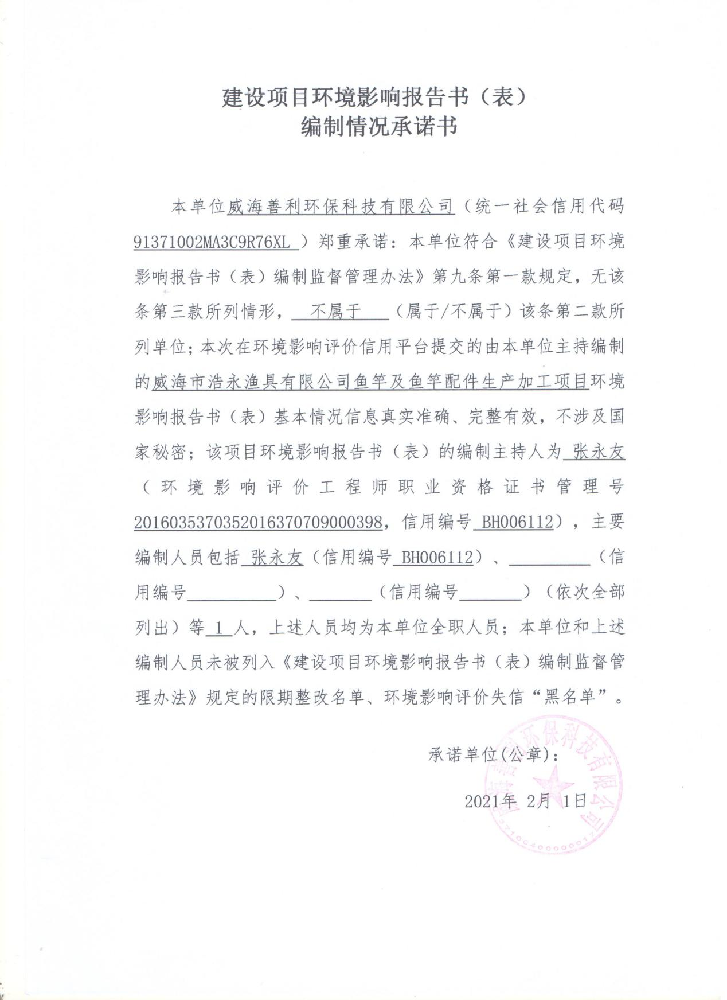 建设项目环境影响报告书（表）
编制情况承诺书
本单位威海善利环保科技有限公司（统一社会信用代码
91371002MA3C9R76XL ）郑重承诺：本单位符合《建设项目环境
影响报告书（表）编制监督管理办法》第九条第一款规定，无该
条第三款所列情形， 不属于 （属于/不属于）该条第二款所
列单位；本次在环境影响评价信用平台提交的由本单位主持编制
的威海市浩永渔具有限公司鱼竿及鱼竿配件生产加工项目环境
影响报告书（表）基本情况信息真实准确、完整有效，不涉及国
家秘密；该项目环境影响报告书（表）的编制主持人为 张永友
（环境影响评价工程师职业资格证书管理号
2016035370352016370709000398，信用编号 BH006112），主要
编制人员包括 张永友（信用编号 BH006112）、_________（信
用编号__________）、_______（信用编号_______）（依次全部
列出）等 1 人，上述人员均为本单位全职人员；本单位和上述
编制人员未被列入《建设项目环境影响报告书（表）编制监督管
理办法》规定的限期整改名单、环境影响评价失信“黑名单”。
承诺单位(公章)：
2021年 2月 1日
威海善利环保科技有限公司